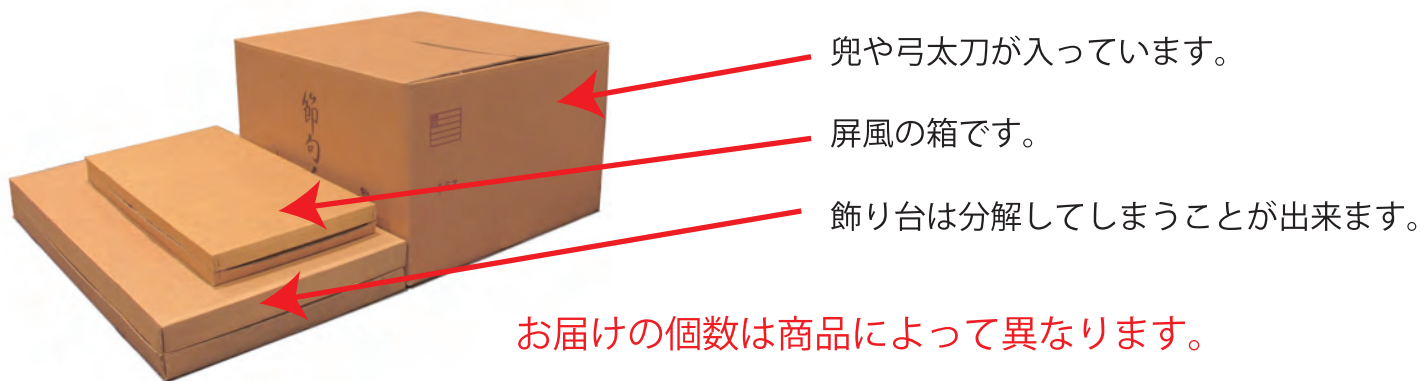 兜や弓太刀が入っています。
屏風の箱です。
飾り台は分解してしまうことが出来ます。
お届けの個数は商品によって異なります。
節句